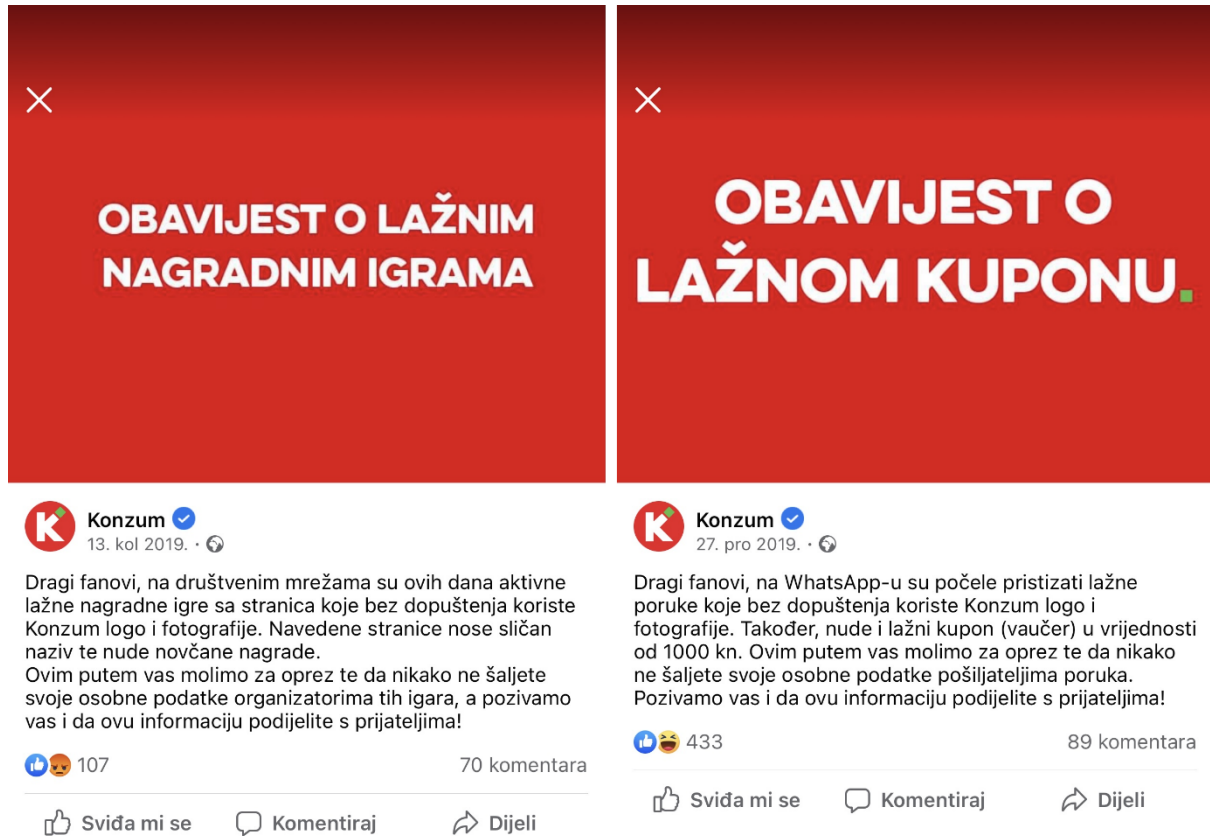 OBAVIJEST O LAŽNIM
NAGRADNIM IGRAMA
Konzum
13. kol 2019. ·
Dragi fanovi, na društvenim mrežama su ovih dana aktivne
lažne nagradne igre sa stranica koje bez dopuštenja koriste
Konzum logo i fotografije. Navedene stranice nose sličan
naziv te nude novčane nagrade.
Ovim putem vas molimo za oprez te da nikako ne šaljete
svoje osobne podatke organizatorima tih igara, a pozivamo
vas i da ovu informaciju podijelite s prijateljima!
107
70 komentara
Sviđa mi se
Komentiraj
Dijeli
OBAVIJEST O
LAŽNOM KUPONU.
Konzum
27. pro 2019. ·
Dragi fanovi, na WhatsApp-u su počele pristizati lažne
poruke koje bez dopuštenja koriste Konzum logo i
fotografije. Također, nude i lažni kupon (vaučer) u vrijednosti
od 1000 kn. Ovim putem vas molimo za oprez te da nikako
ne šaljete svoje osobne podatke pošiljateljima poruka.
Pozivamo vas i da ovu informaciju podijelite s prijateljima!
433
89 komentara
Sviđa mi se
Komentiraj
Dijeli